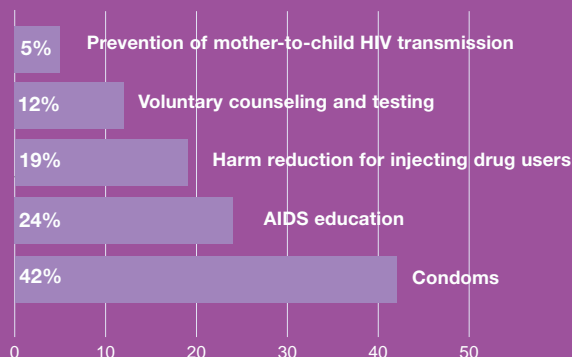 5% Prevention of mother-to-child HIV transmission
12% Voluntary counseling and testing
19% Harm reduction for injecting drug users
24% AIDS education
42% Condoms
0 10 20 30 40 50